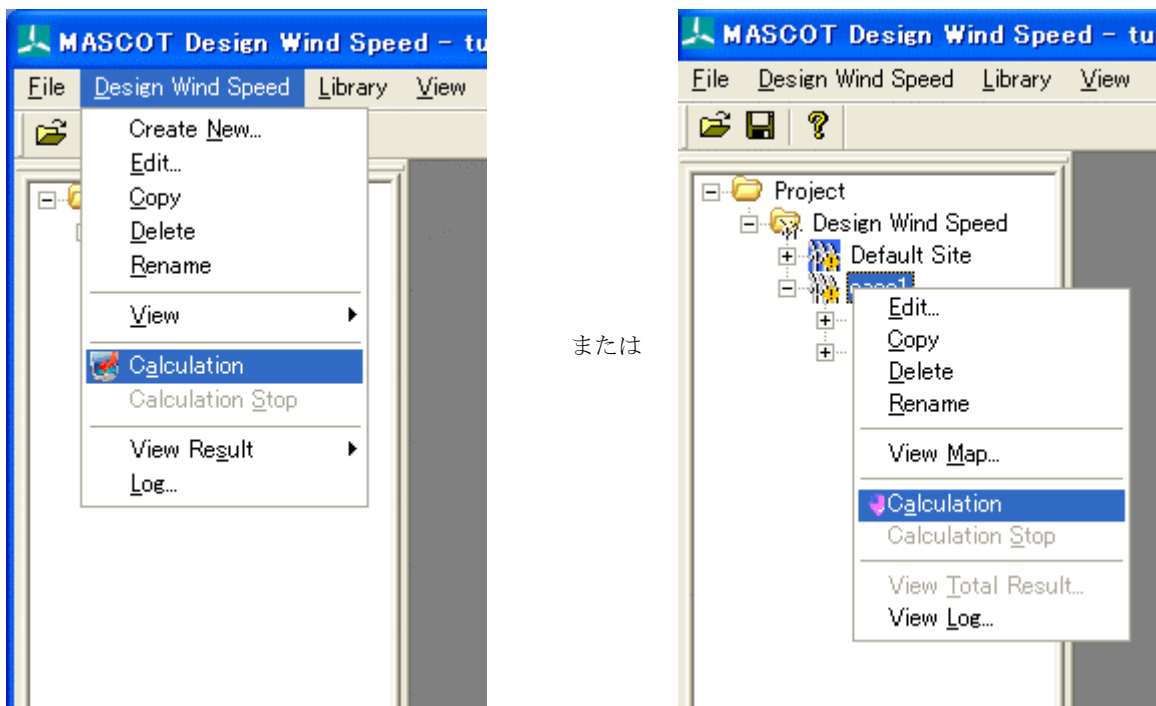 MASCOT Design Wind Speed - tu
File Design Wind Speed Library View
Create New...
Edit...
Copy
Delete
Rename
View
Calculation
Calculation Stop
View Result
Log...
または
MASCOT Design Wind Speed - tu
File Design Wind Speed Library View
Project
Design Wind Speed
Default Site
Edit...
Copy
Delete
Rename
View Map...
Calculation
Calculation Stop
View Total Result...
View Log...